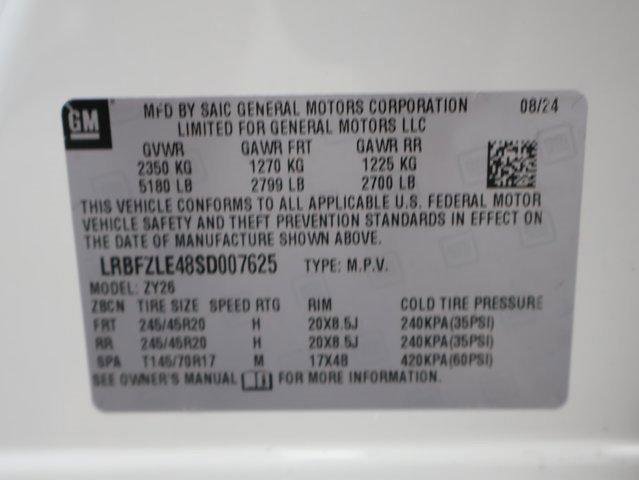 GM
MFD BY SAIC GENERAL MOTORS CORPORATION 08/24
LIMITED FOR GENERAL MOTORS LLC
GVWR GAWR FRT GAWR RR
2350 KG 1270 KG 1225 KG
5180 LB 2799 LB 2700 LB
THIS VEHICLE CONFORMS TO ALL APPLICABLE U.S. FEDERAL MOTOR
VEHICLE SAFETY AND THEFT PREVENTION STANDARDS IN EFFECT ON
THE DATE OF MANUFACTURE SHOWN ABOVE.
LRBFZLE48SD007625 TYPE: M.P.V.
MODEL: ZY26
ZBCN TIRE SIZE SPEED RTG RIM COLD TIRE PRESSURE
FRT 245/45R20 H 20X8.5J 240KPA(35PSI)
RR 245/45R20 H 20X8.5J 240KPA(35PSI)
SPA T145/70R17 M 17X4B 420KPA(60PSI)
SEE OWNER'S MANUAL FOR MORE INFORMATION.